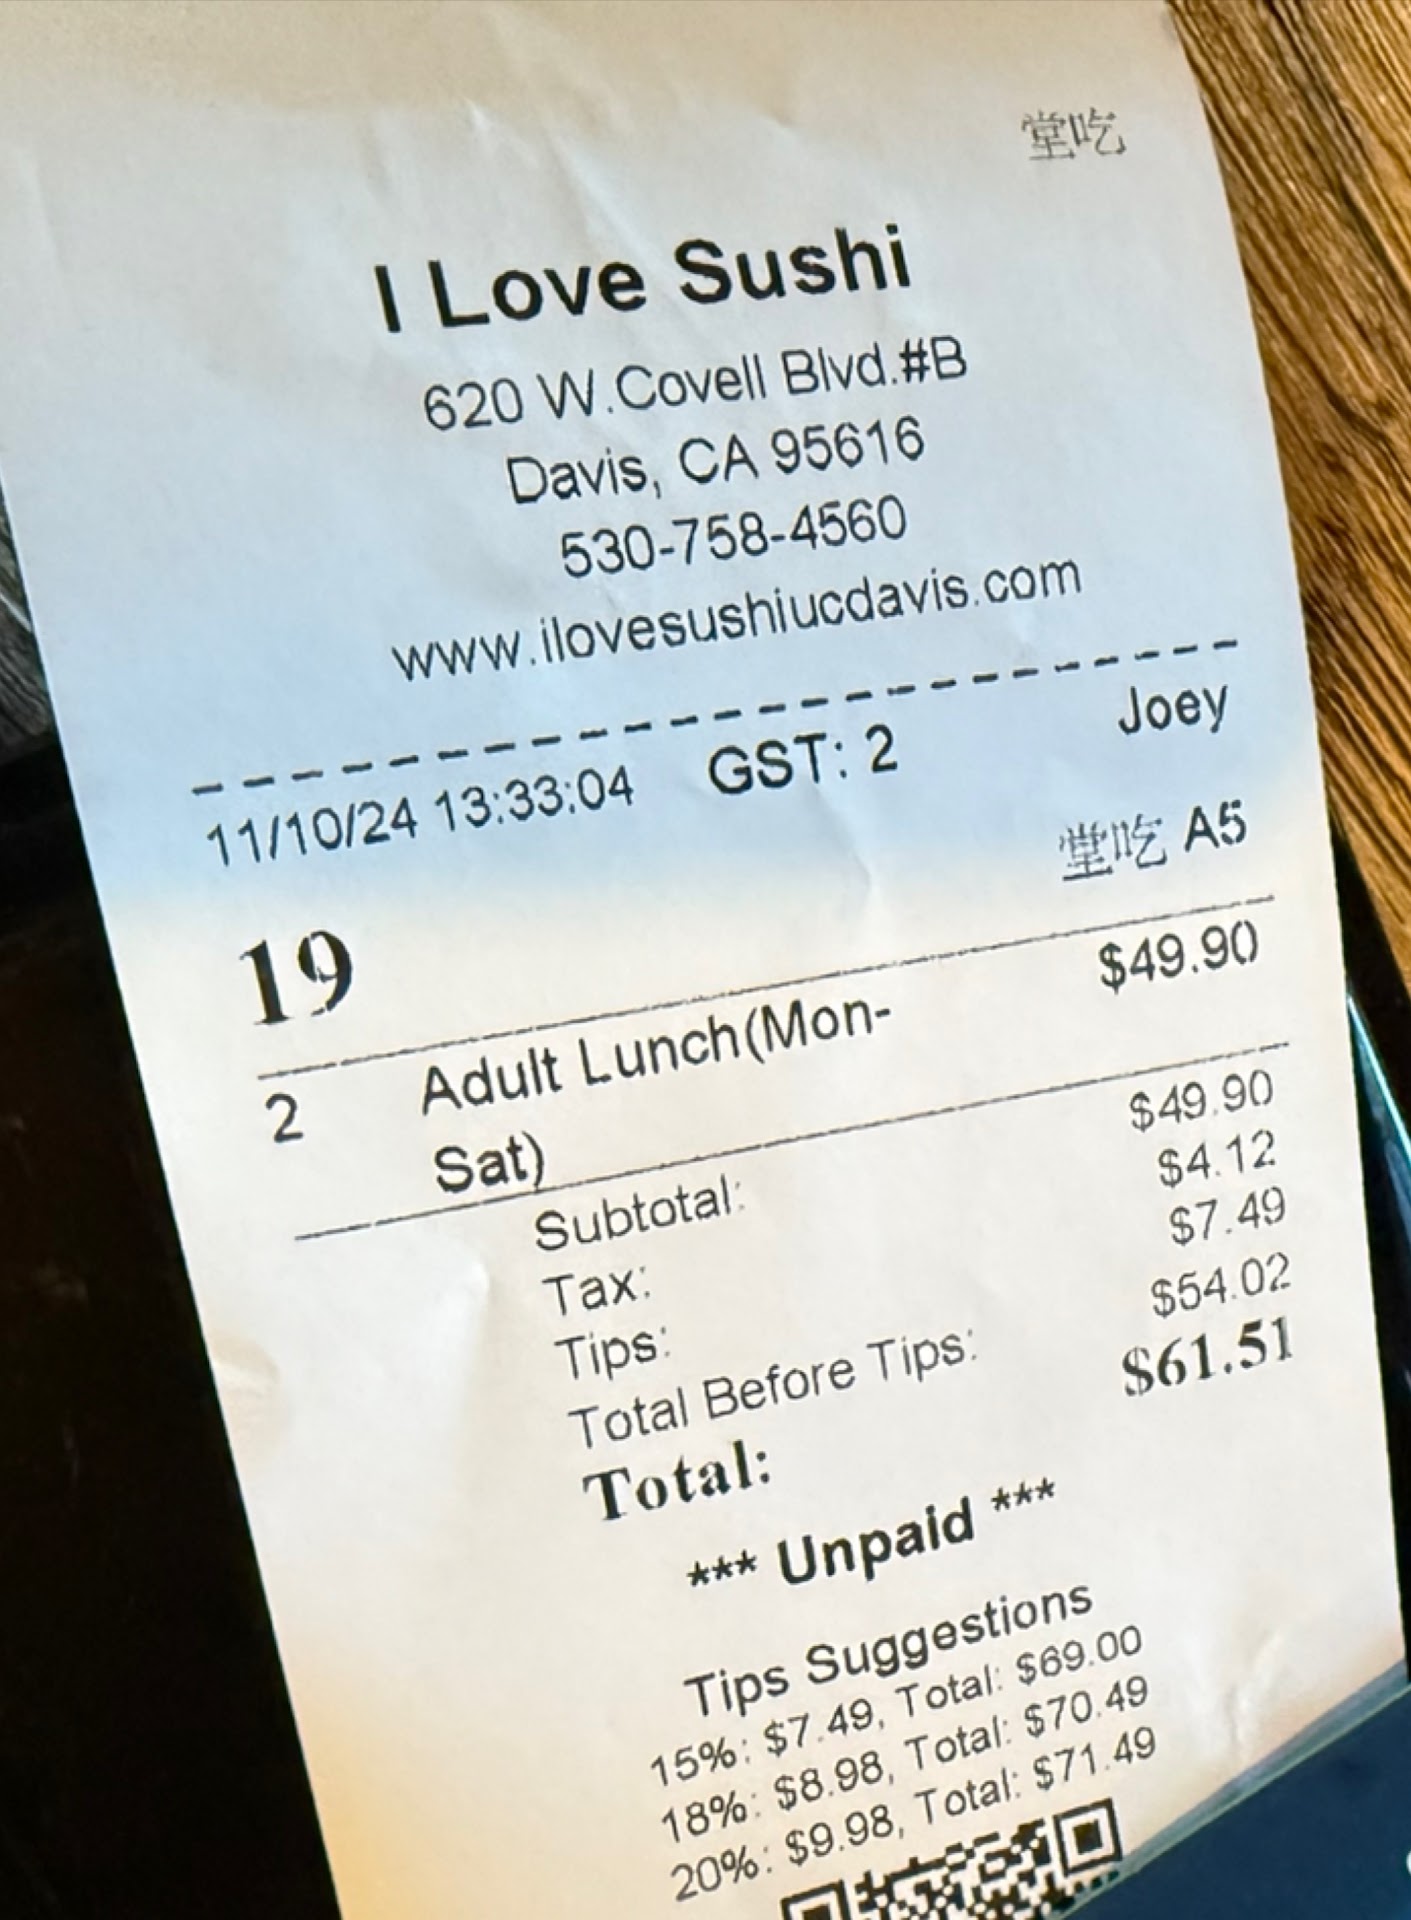 堂吃
I Love Sushi
620 W.Covell Blvd.#B
Davis, CA 95616
530-758-4560
www.ilovesushiucdavis.com
11/10/24 13:33:04 GST: 2 Joey
19 堂吃 A5
2 Adult Lunch(Mon- $49.90
Sat)
Subtotal: $49.90
Tax: $4.12
Tips: $7.49
Total Before Tips: $54.02
Total: $61.51
*** Unpaid ***
Tips Suggestions
15%: $7.49, Total: $69.00
18%: $8.98, Total: $70.49
20%: $9.98, Total: $71.49